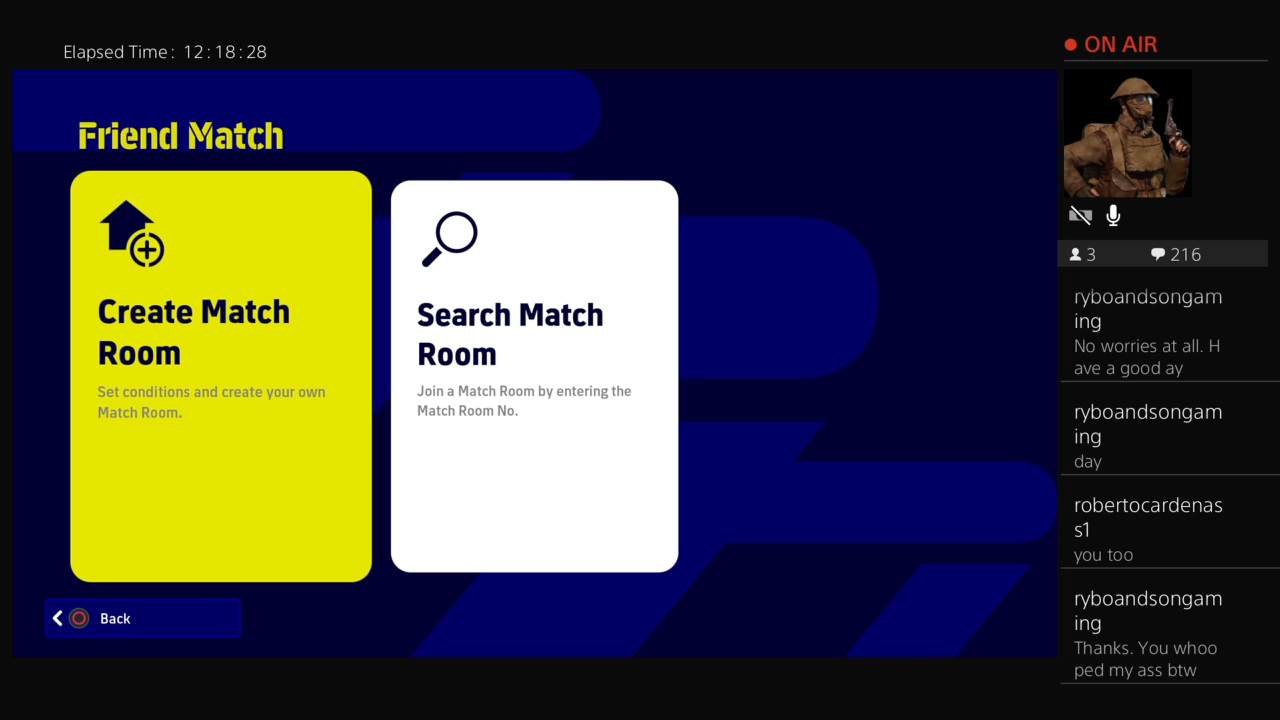 Elapsed Time: 12:18:28
ON AIR
Friend Match
Create Match
Room
Set conditions and create your own
Match Room.
Search Match
Room
Join a Match Room by entering the
Match Room No.
Back
3
216
ryboandsongam
ing
No worries at all. H
ave a good ay
ryboandsongam
ing
day
robertocardenas
s1
you too
ryboandsongam
ing
Thanks. You whoo
ped my ass btw